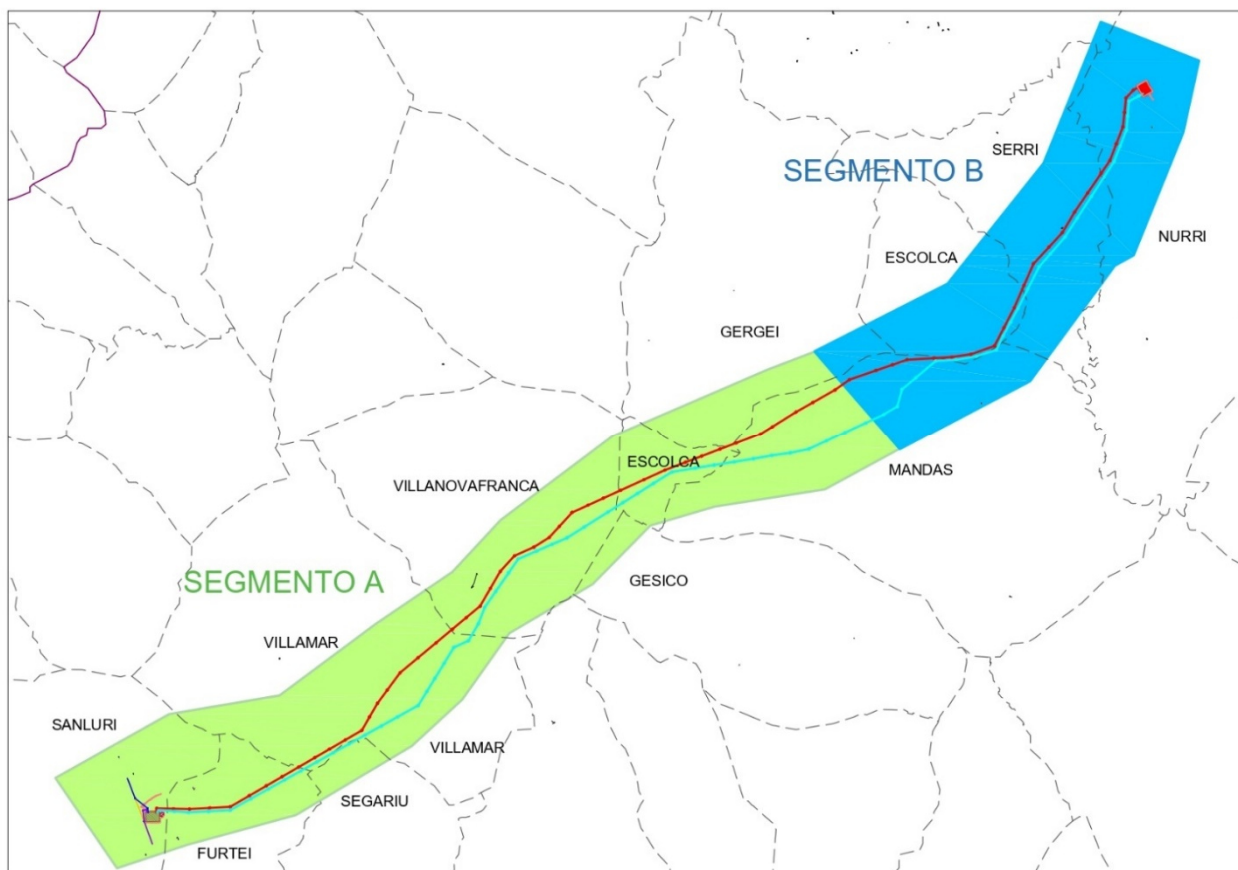 SERRI
SEGMENTO B
NURRI
ESCOLCA
GERGEI
ESCOLCA
MANDAS
VILLANOVAFRANCA
SEGMENTO A
GESICO
VILLAMAR
SANLURI
VILLAMAR
SEGARIU
FURTEI